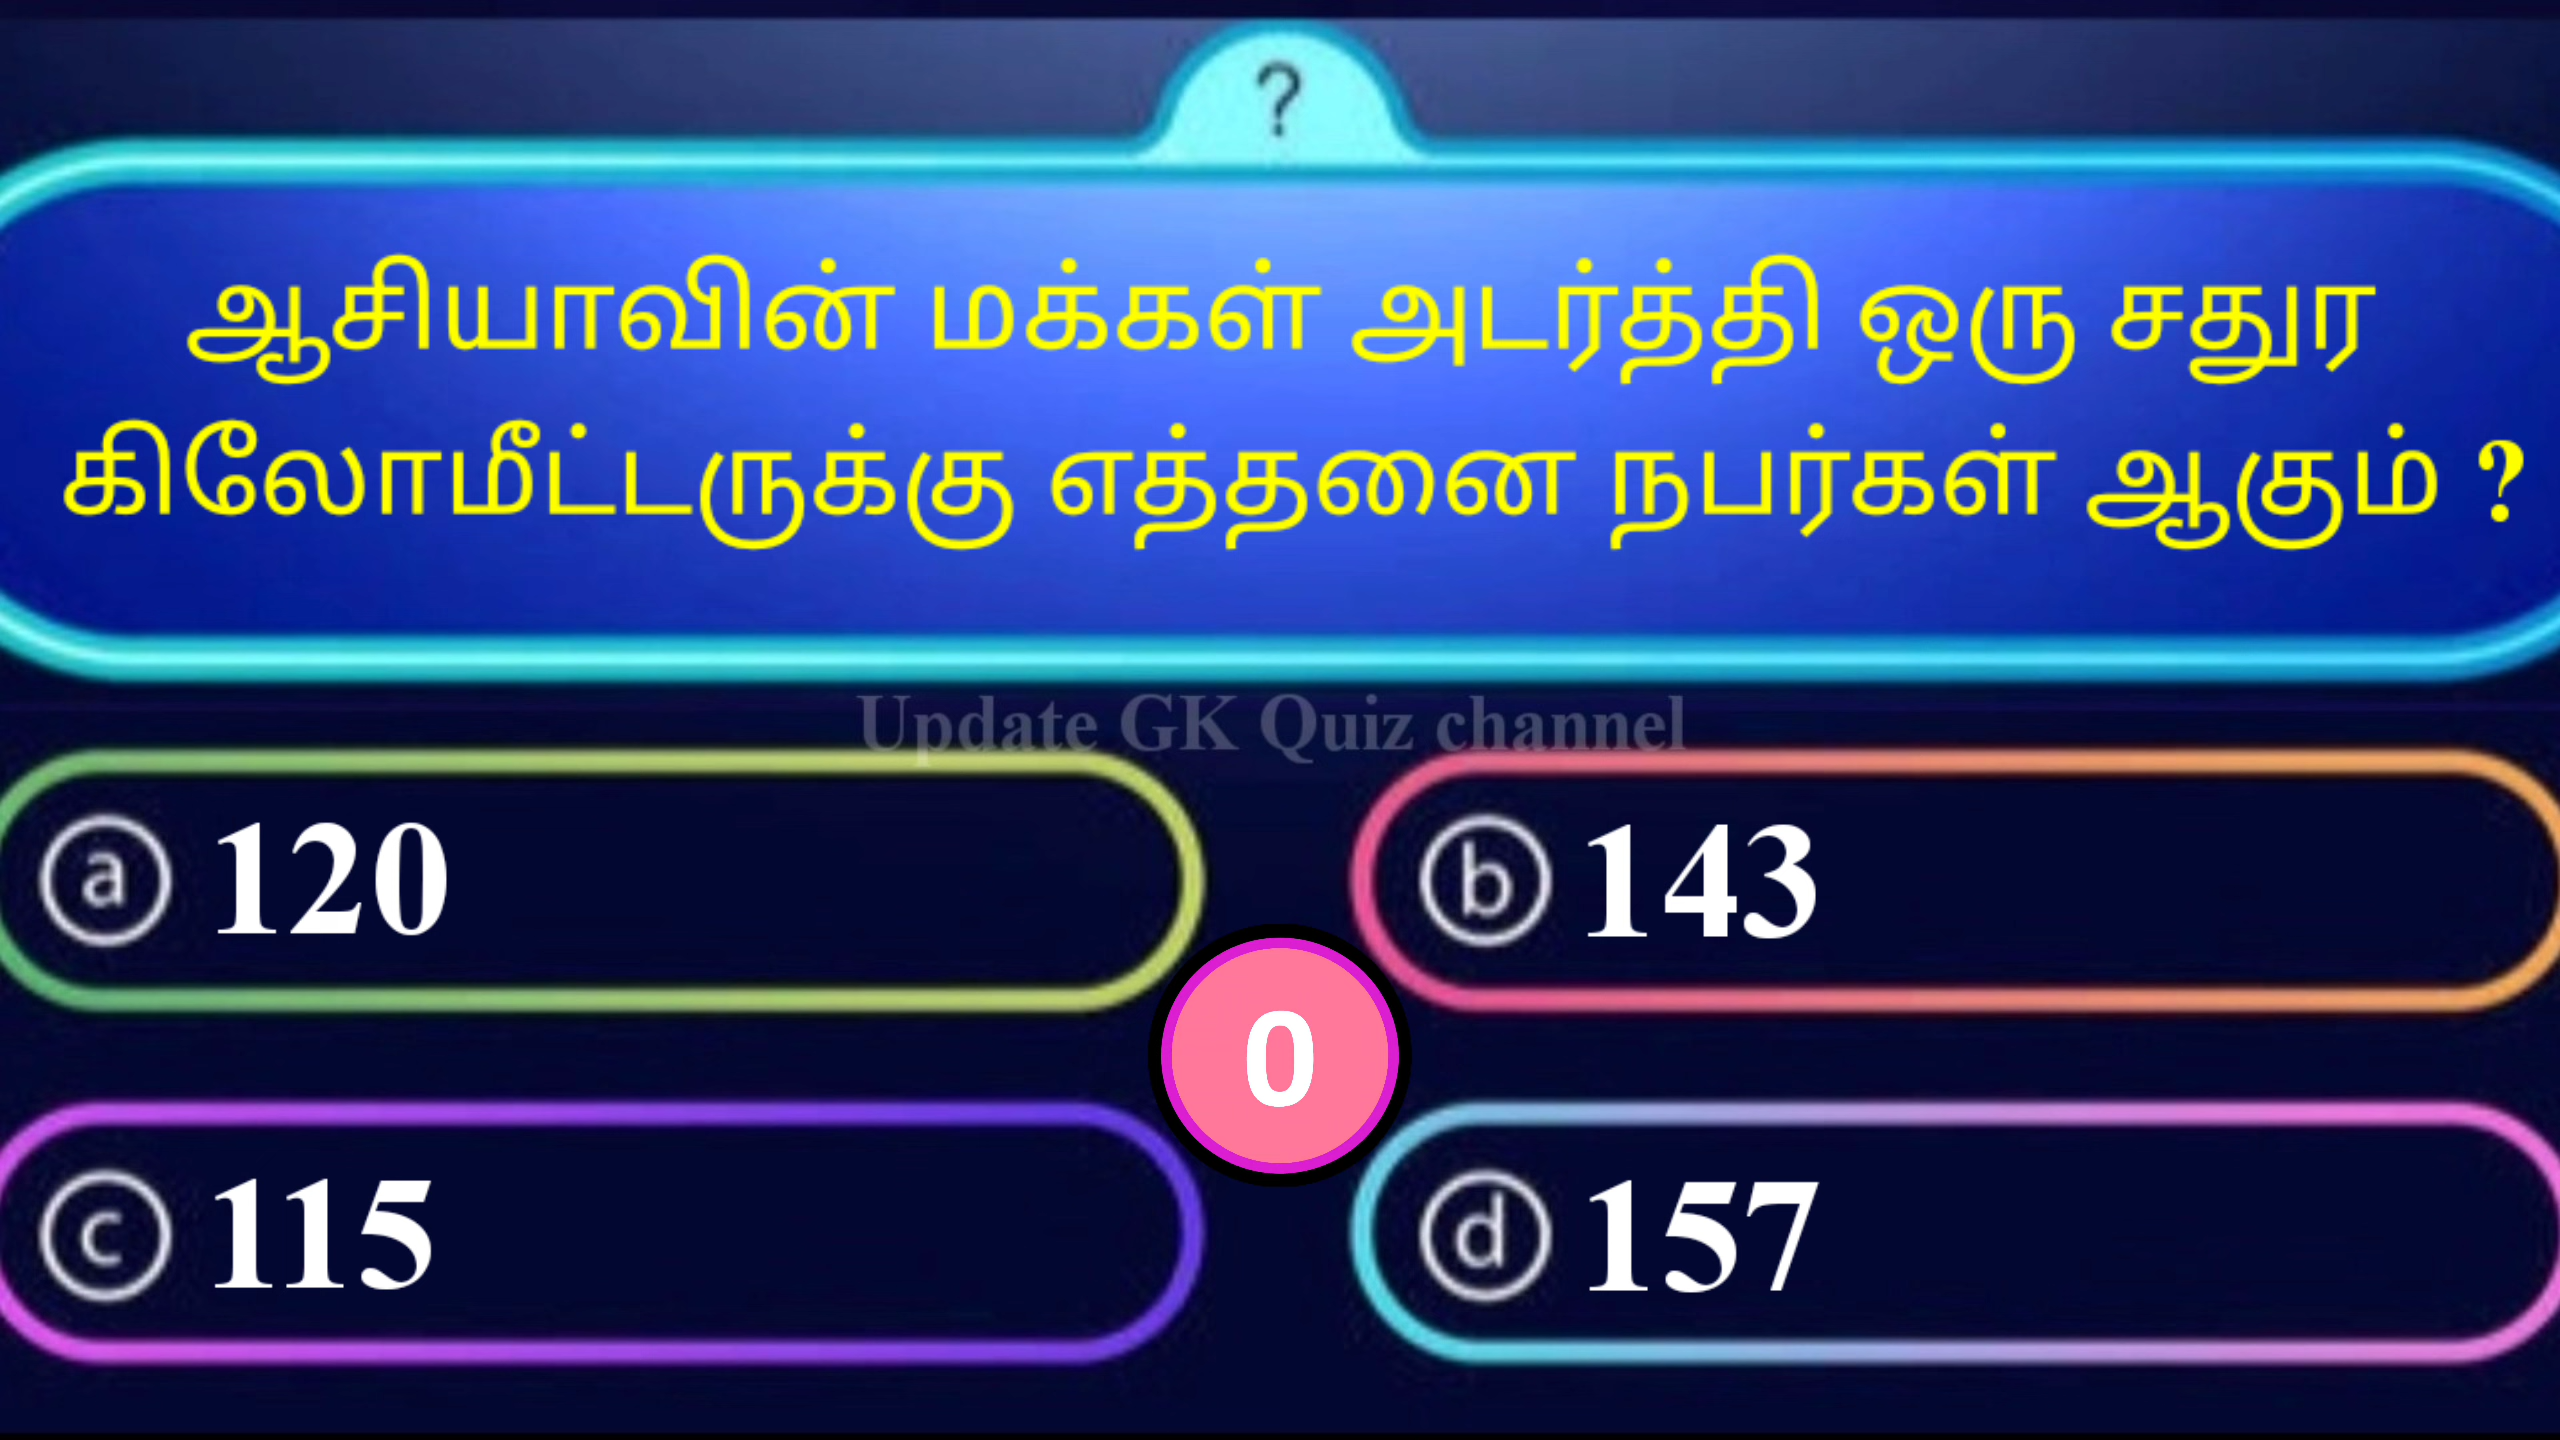 ?
ஆசியாவின் மக்கள் அடர்த்தி ஒரு சதுர
கிலோமீட்டருக்கு எத்தனை நபர்கள் ஆகும் ?
Update GK Quiz channel
a 120
b 143
0
c 115
d 157